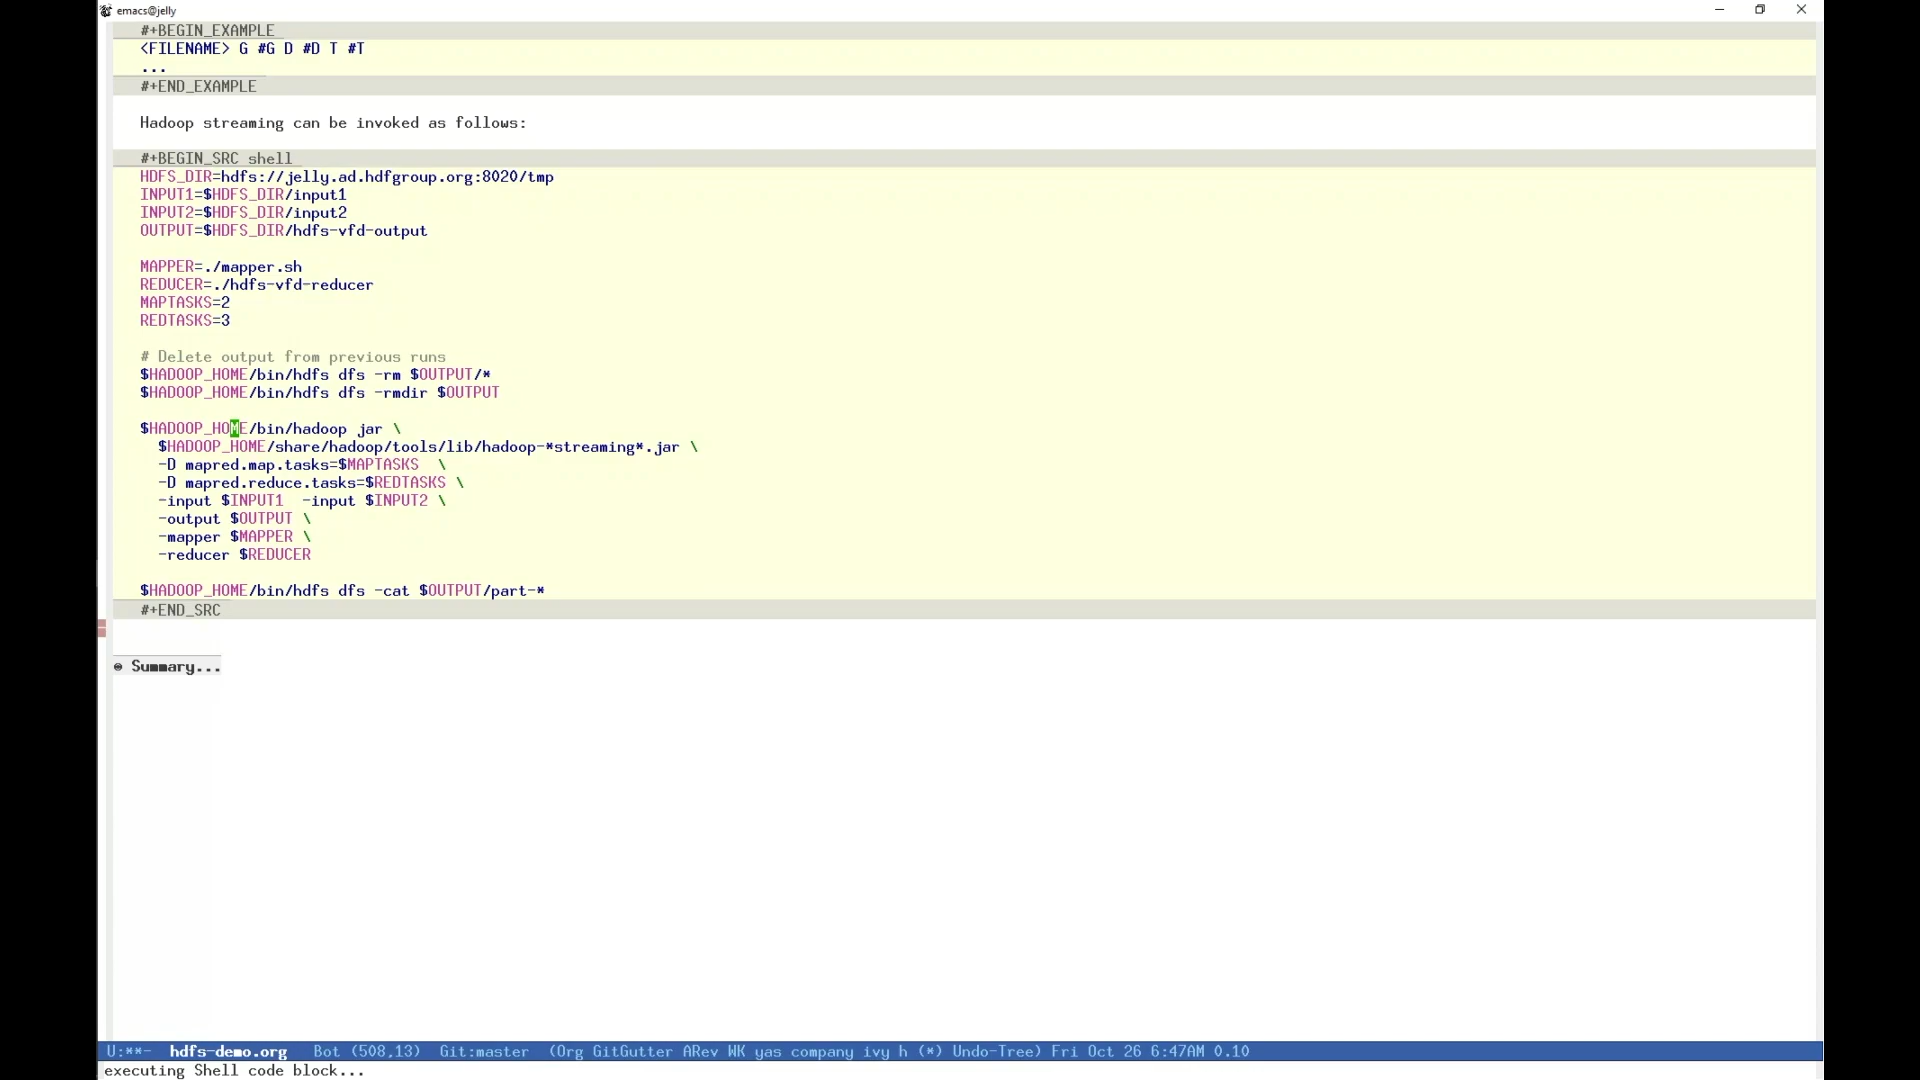 emacs@jelly
#+BEGIN_EXAMPLE
<FILENAME> G #G D #D T #T
...
#+END_EXAMPLE
Hadoop streaming can be invoked as follows:
#+BEGIN_SRC shell
HDFS_DIR=hdfs://jelly.ad.hdfgroup.org:8020/tmp
INPUT1=$HDFS_DIR/input1
INPUT2=$HDFS_DIR/input2
OUTPUT=$HDFS_DIR/hdfs-vfd-output
MAPPER=./mapper.sh
REDUCER=./hdfs-vfd-reducer
MAPTASKS=2
REDTASKS=3
# Delete output from previous runs
$HADOOP_HOME/bin/hdfs dfs -rm $OUTPUT/*
$HADOOP_HOME/bin/hdfs dfs -rmdir $OUTPUT
$HADOOP_HOME/bin/hadoop jar \
$HADOOP_HOME/share/hadoop/tools/lib/hadoop-*streaming*.jar \
-D mapred.map.tasks=$MAPTASKS  \
-D mapred.reduce.tasks=$REDTASKS \
-input $INPUT1  -input $INPUT2 \
-output $OUTPUT \
-mapper $MAPPER \
-reducer $REDUCER
$HADOOP_HOME/bin/hdfs dfs -cat $OUTPUT/part-*
#+END_SRC
Summary...
U:**-  hdfs-demo.org   Bot (508,13)  Git:master  (Org GitGutter ARev WK yas company ivy h (*) Undo-Tree) Fri Oct 26 6:47AM 0.10
executing Shell code block...